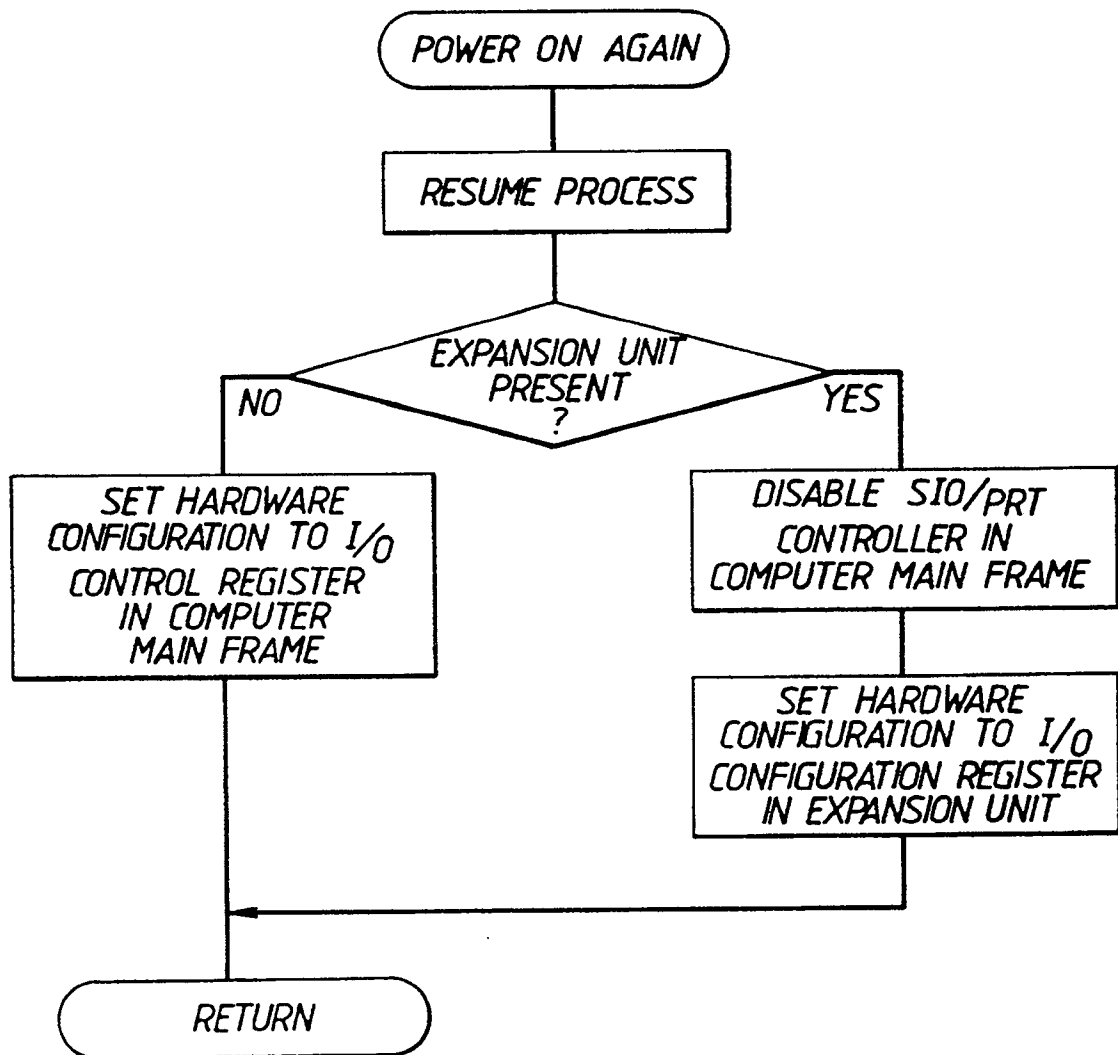 POWER ON AGAIN
RESUME PROCESS
EXPANSION UNIT
PRESENT
?
NO
YES
SET HARDWARE
CONFIGURATION TO I/O
CONTROL REGISTER
IN COMPUTER
MAIN FRAME
DISABLE SIO/PRT
CONTROLLER IN
COMPUTER MAIN FRAME
SET HARDWARE
CONFIGURATION TO I/O
CONFIGURATION REGISTER
IN EXPANSION UNIT
RETURN